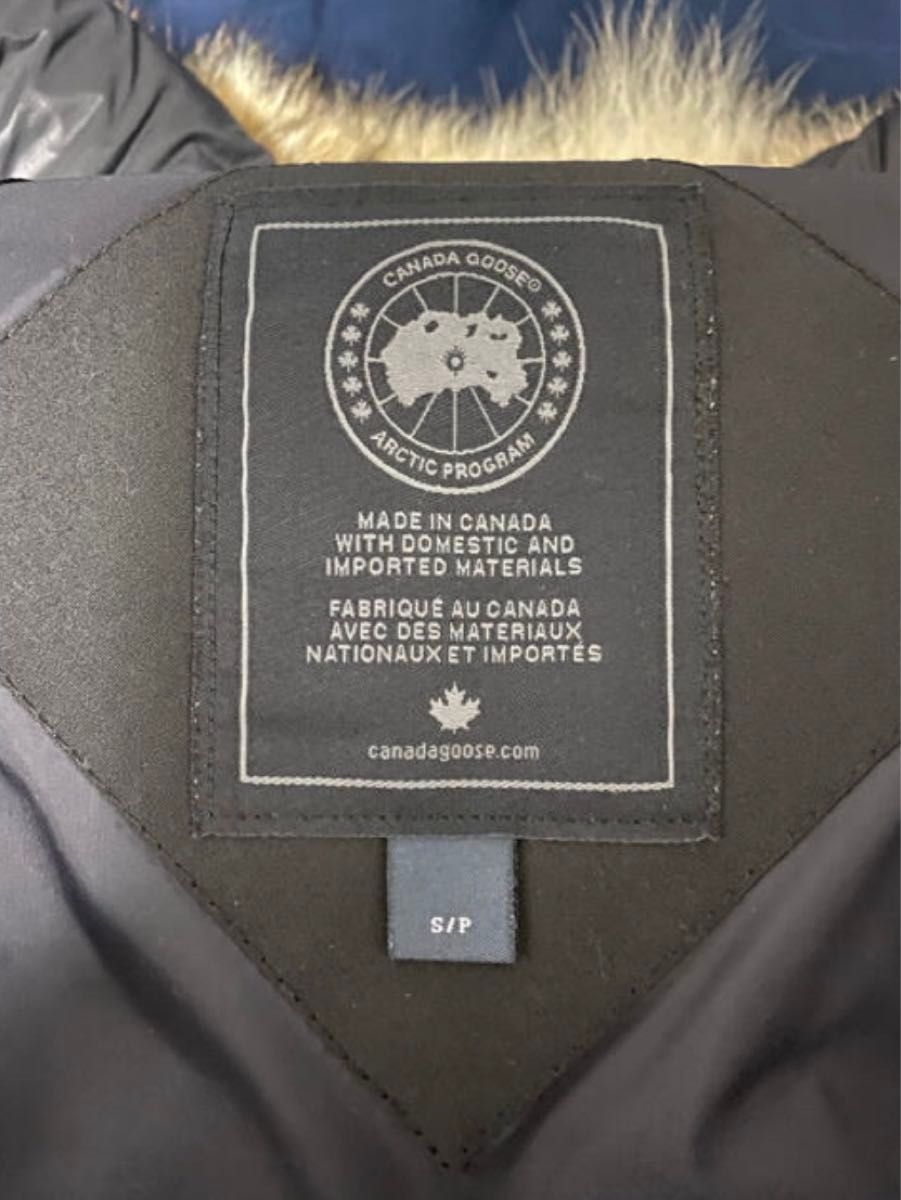 CANADA GOOSE®
ARCTIC PROGRAM
MADE IN CANADA
WITH DOMESTIC AND
IMPORTED MATERIALS
FABRIQUÉ AU CANADA
AVEC DES MATERIAUX
NATIONAUX ET IMPORTÉS
canadagoose.com
S/P